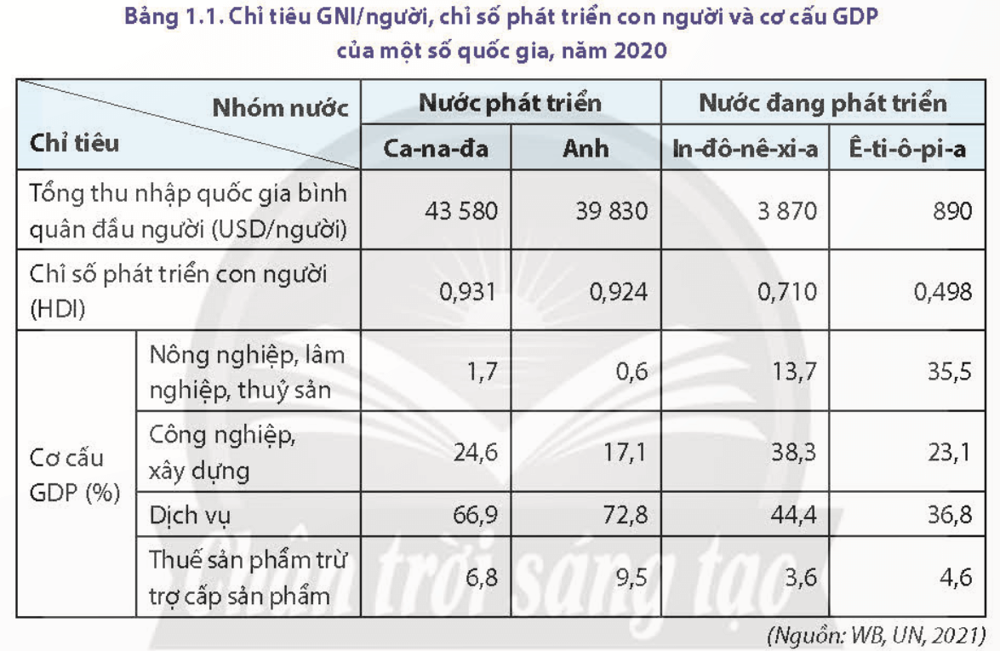 Bảng 1.1. Chỉ tiêu GNI/người, chỉ số phát triển con người và cơ cấu GDP
của một số quốc gia, năm 2020
Nhóm nước
Chỉ tiêu
Nước phát triển
Nước đang phát triển
Ca-na-đa
Anh
In-đô-nê-xi-a
Ê-ti-ô-pi-a
Tổng thu nhập quốc gia bình
quân đầu người (USD/người)
43 580
39 830
3 870
890
Chỉ số phát triển con người
(HDI)
0,931
0,924
0,710
0,498
Cơ cấu
GDP (%)
Nông nghiệp, lâm
nghiệp, thuỷ sản
1,7
0,6
13,7
35,5
Công nghiệp,
xây dựng
24,6
17,1
38,3
23,1
Dịch vụ
66,9
72,8
44,4
36,8
Thuế sản phẩm trừ
trợ cấp sản phẩm
6,8
9,5
3,6
4,6
Chân trời sáng tạo
(Nguồn: WB, UN, 2021)